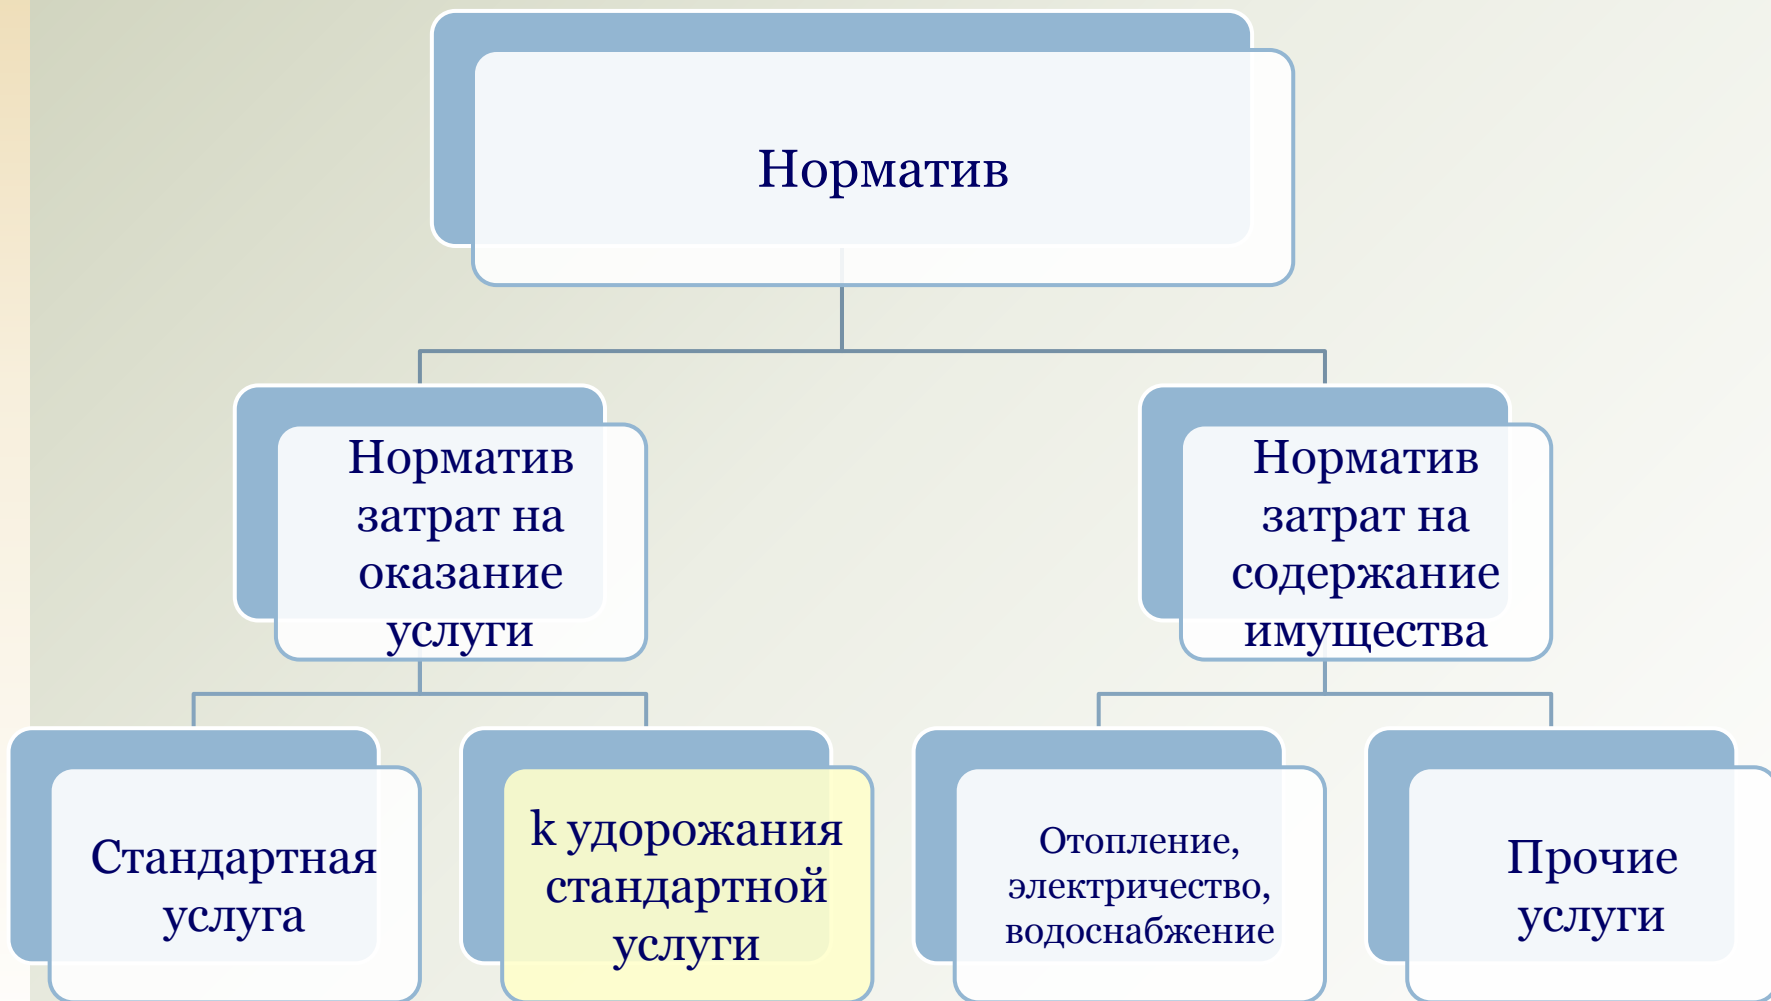 Норматив
Норматив
затрат на
оказание
услуги
Норматив
затрат на
содержание
имущества
Стандартная
услуга
k удорожания
стандартной
услуги
Отопление,
электричество,
водоснабжение
Прочие
услуги